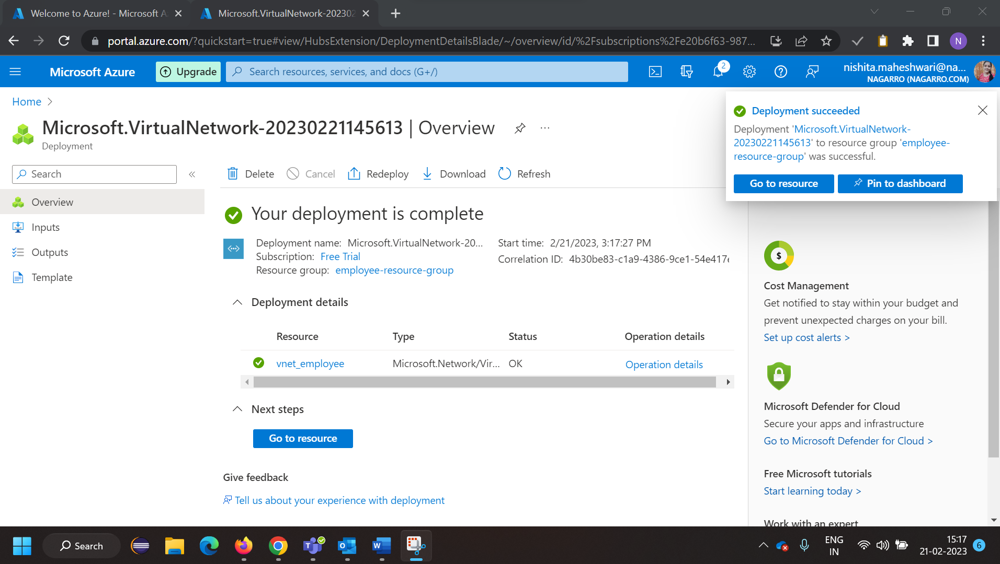 Welcome to Azure! - Microsoft A
Microsoft.VirtualNetwork-202302
portal.azure.com/?quickstart=true#view/HubsExtension/DeploymentDetailsBlade/~/overview/id/%2Fsubscriptions%2Fe20b6f63-987...
N
Microsoft Azure
Upgrade
Search resources, services, and docs (G+/)
2
nishita.maheshwari@na...
NAGARRO (NAGARRO.COM)
Home
Microsoft.VirtualNetwork-20230221145613 | Overview
...
Deployment
Deployment succeeded
Deployment 'Microsoft.VirtualNetwork-
20230221145613' to resource group 'employee-
resource-group' was successful.
Go to resource
Pin to dashboard
Search
«
Delete
Cancel
Redeploy
Download
Refresh
Overview
Inputs
Outputs
Template
Your deployment is complete
Deployment name: Microsoft.VirtualNetwork-20...
Subscription: Free Trial
Resource group: employee-resource-group
Start time: 2/21/2023, 3:17:27 PM
Correlation ID: 4b30be83-c1a9-4386-9ce1-54e417e
Deployment details
Resource Type Status Operation details
vnet_employee Microsoft.Network/Vir... OK Operation details
Next steps
Go to resource
Give feedback
Tell us about your experience with deployment
$
Cost Management
Get notified to stay within your budget and
prevent unexpected charges on your bill.
Set up cost alerts >
Microsoft Defender for Cloud
Secure your apps and infrastructure
Go to Microsoft Defender for Cloud >
Free Microsoft tutorials
Start learning today >
Work with an expert
Search
T
O
W
ENG
IN
15:17
21-02-2023
6